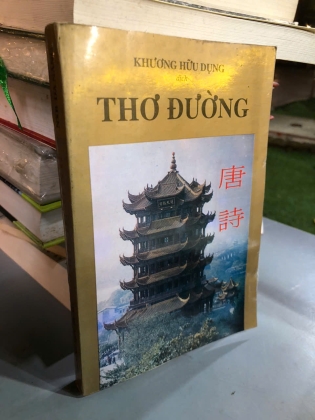 KHƯƠNG HỮU DỤNG
dịch
THƠ ĐƯỜNG
唐
詩